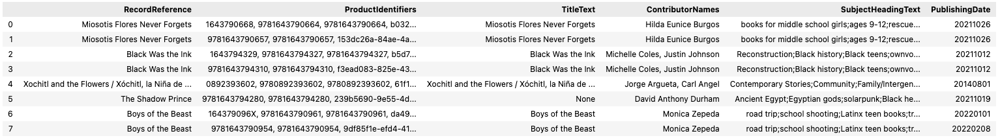 RecordReference ProductIdentifiers TitleText ContributorNames SubjectHeadingText PublishingDate
0 Miosotis Flores Never Forgets 1643790668, 9781643790664, 9781643790664, b032... Miosotis Flores Never Forgets Hilda Eunice Burgos books for middle school girls;ages 9-12;rescue... 20211026
1 Miosotis Flores Never Forgets 9781643790657, 9781643790657, 153dc26a-84ae-4a... Miosotis Flores Never Forgets Hilda Eunice Burgos books for middle school girls;ages 9-12;rescue... 20211026
2 Black Was the Ink 1643794329, 9781643794327, 9781643794327, b5d7... Black Was the Ink Michelle Coles, Justin Johnson Reconstruction;Black history;Black teens;ownvo... 20211012
3 Black Was the Ink 9781643794310, 9781643794310, f3ead083-825e-43... Black Was the Ink Michelle Coles, Justin Johnson Reconstruction;Black history;Black teens;ownvo... 20211012
4 Xochitl and the Flowers / Xóchitl, la Niña de ... 0892393602, 9780892393602, 9780892393602, 61f1... Xochitl and the Flowers / Xóchitl, la Niña de ... Jorge Argueta, Carl Angel Contemporary Stories;Community;Family/Intergen... 20140801
5 The Shadow Prince 9781643794280, 9781643794280, 239b5690-9e55-4d... None David Anthony Durham Ancient Egypt;Egyptian gods;solarpunk;Black he... 20211019
6 Boys of the Beast 164379096X, 9781643790961, 9781643790961, da49... Boys of the Beast Monica Zepeda road trip;school shooting;Latinx teen books;tr... 20220101
7 Boys of the Beast 9781643790954, 9781643790954, 9df85f1e-efd4-41... Boys of the Beast Monica Zepeda road trip;school shooting;Latinx teen books;tr... 20220208